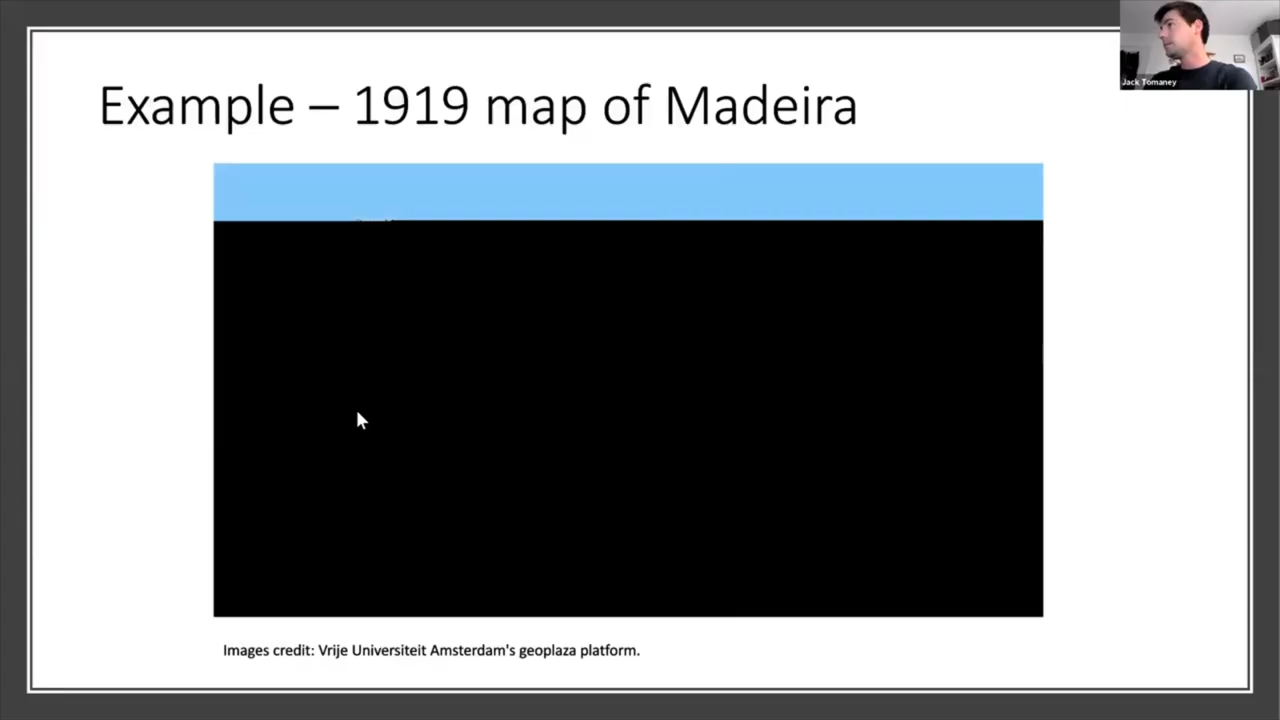 Example – 1919 map of Madeira
Jack Tomaney
Images credit: Vrije Universiteit Amsterdam's geoplaza platform.